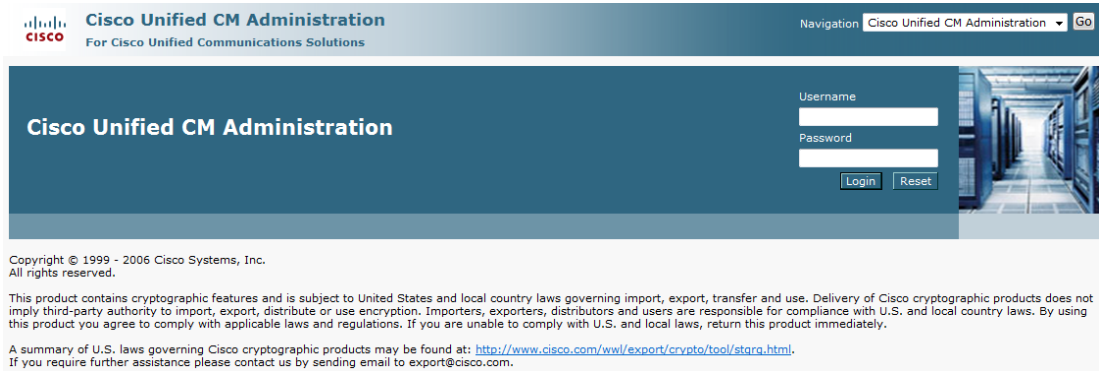 CISCO
Cisco Unified CM Administration
For Cisco Unified Communications Solutions
Navigation Cisco Unified CM Administration Go
Cisco Unified CM Administration
Username
Password
Login Reset
Copyright © 1999 - 2006 Cisco Systems, Inc.
All rights reserved.
This product contains cryptographic features and is subject to United States and local country laws governing import, export, transfer and use. Delivery of Cisco cryptographic products does not
imply third-party authority to import, export, distribute or use encryption. Importers, exporters, distributors and users are responsible for compliance with U.S. and local country laws. By using
this product you agree to comply with applicable laws and regulations. If you are unable to comply with U.S. and local laws, return this product immediately.
A summary of U.S. laws governing Cisco cryptographic products may be found at: http://www.cisco.com/wwl/export/crypto/tool/stqrg.html.
If you require further assistance please contact us by sending email to export@cisco.com.